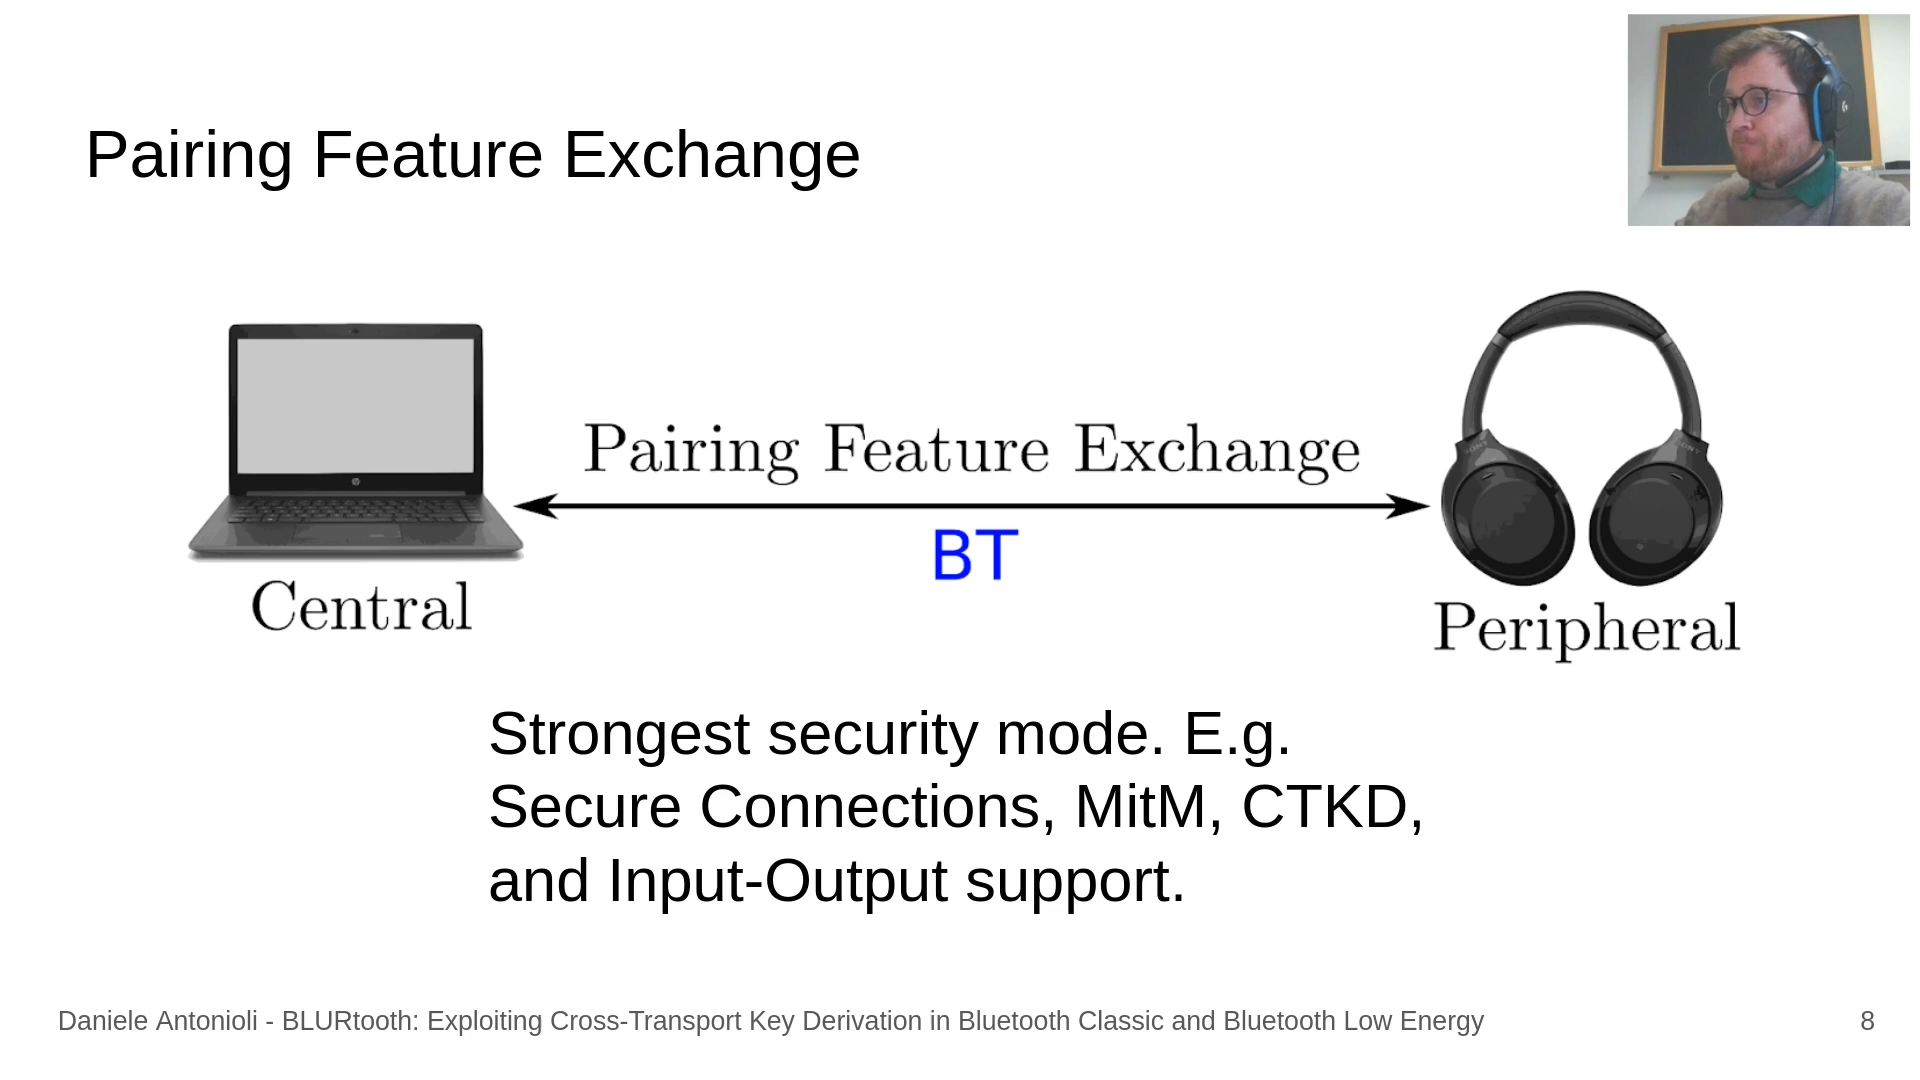 Pairing Feature Exchange
Pairing Feature Exchange
BT
Central
Peripheral
Strongest security mode. E.g.
Secure Connections, MitM, CTKD,
and Input-Output support.
Daniele Antonioli - BLURtooth: Exploiting Cross-Transport Key Derivation in Bluetooth Classic and Bluetooth Low Energy
8